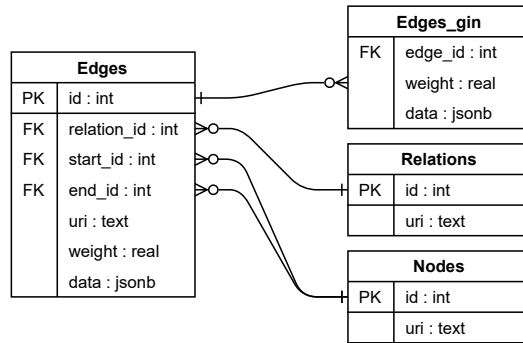 Edges
PK id : int
FK relation_id : int
FK start_id : int
FK end_id : int
uri : text
weight : real
data : jsonb
Edges_gin
FK edge_id : int
weight : real
data : jsonb
Relations
PK id : int
uri : text
Nodes
PK id : int
uri : text